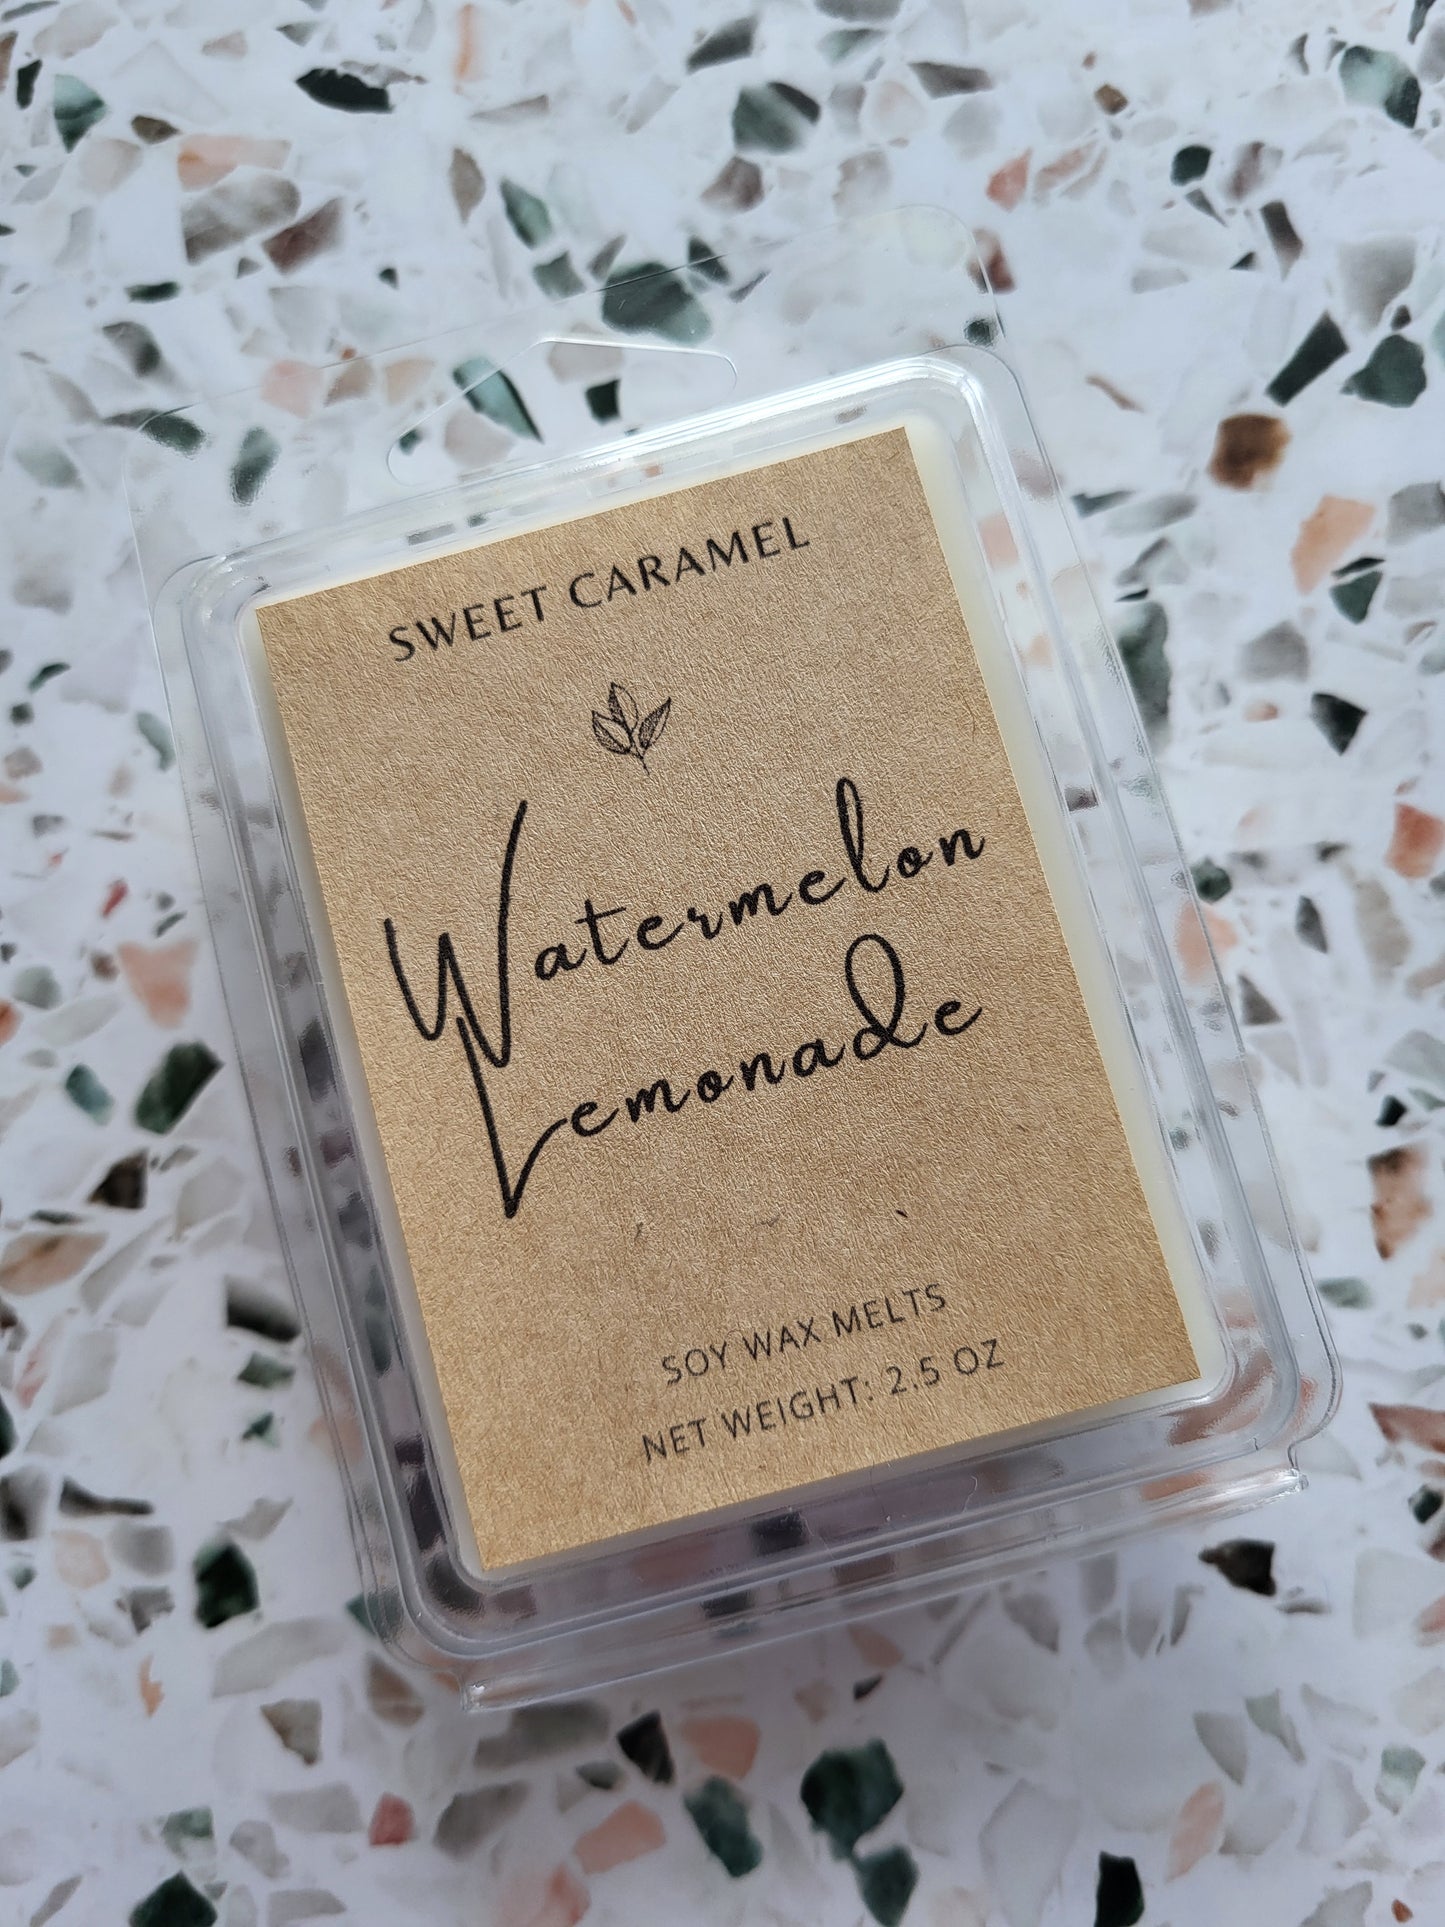 SWEET CARAMEL
Watermelon
Lemonade
SOY WAX MELTS
NET WEIGHT: 2.5 OZ